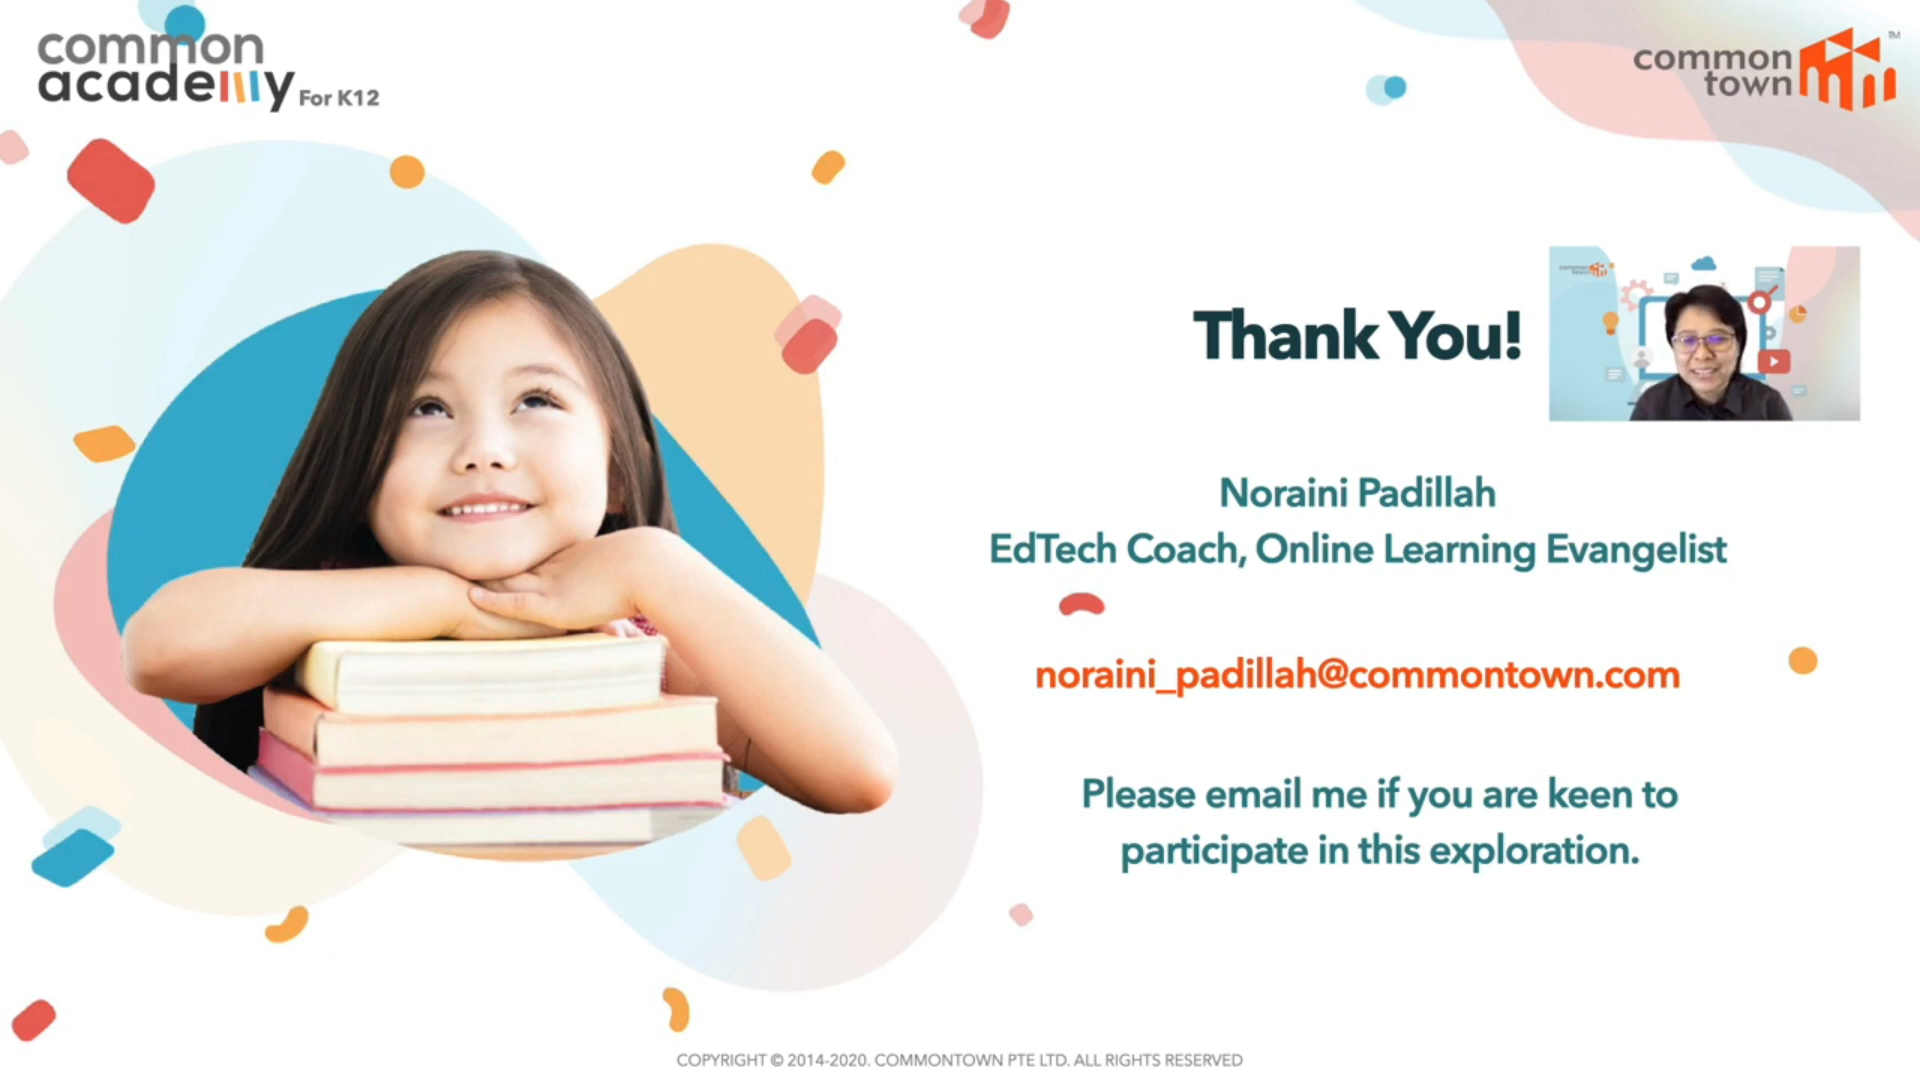 common
academy For K12
common
town
TM
Thank You!
Noraini Padillah
EdTech Coach, Online Learning Evangelist
noraini_padillah@commontown.com
Please email me if you are keen to
participate in this exploration.
COPYRIGHT © 2014-2020. COMMONTOWN PTE LTD. ALL RIGHTS RESERVED